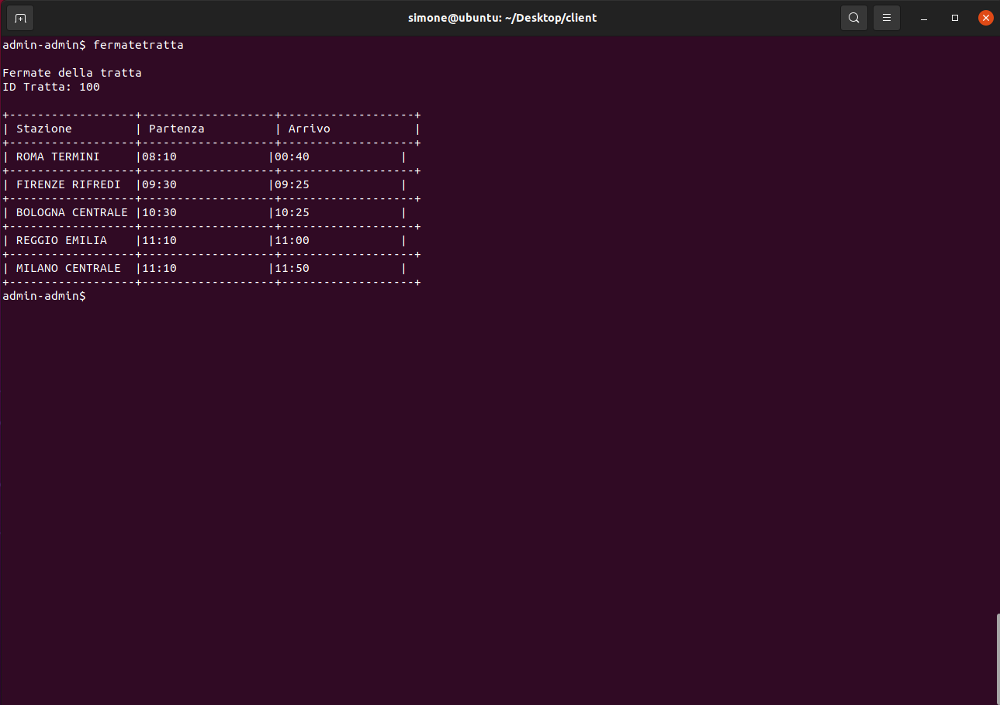 simone@ubuntu: ~/Desktop/client
admin-admin$ fermatetratta
Fermate della tratta
ID Tratta: 100
+------------------+-------------------+-------------------+
| Stazione         | Partenza          | Arrivo            |
+------------------+-------------------+-------------------+
| ROMA TERMINI     |08:10             |00:40             |
+------------------+-------------------+-------------------+
| FIRENZE RIFREDI  |09:30             |09:25             |
+------------------+-------------------+-------------------+
| BOLOGNA CENTRALE |10:30             |10:25             |
+------------------+-------------------+-------------------+
| REGGIO EMILIA    |11:10             |11:00             |
+------------------+-------------------+-------------------+
| MILANO CENTRALE  |11:10             |11:50             |
+------------------+-------------------+-------------------+
admin-admin$